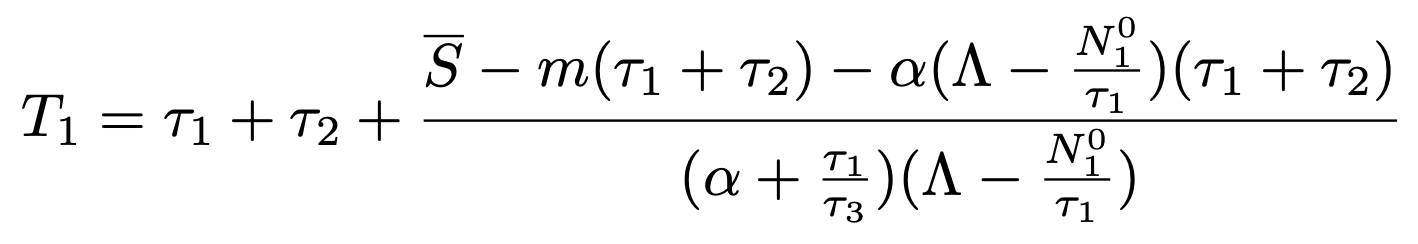 T_1 = \tau_1 + \tau_2 + \frac{\overline{S} - m(\tau_1 + \tau_2) - \alpha(\Lambda - \frac{N_1^0}{\tau_1})(\tau_1 + \tau_2)}{(\alpha + \frac{\tau_1}{\tau_3})(\Lambda - \frac{N_1^0}{\tau_1})}